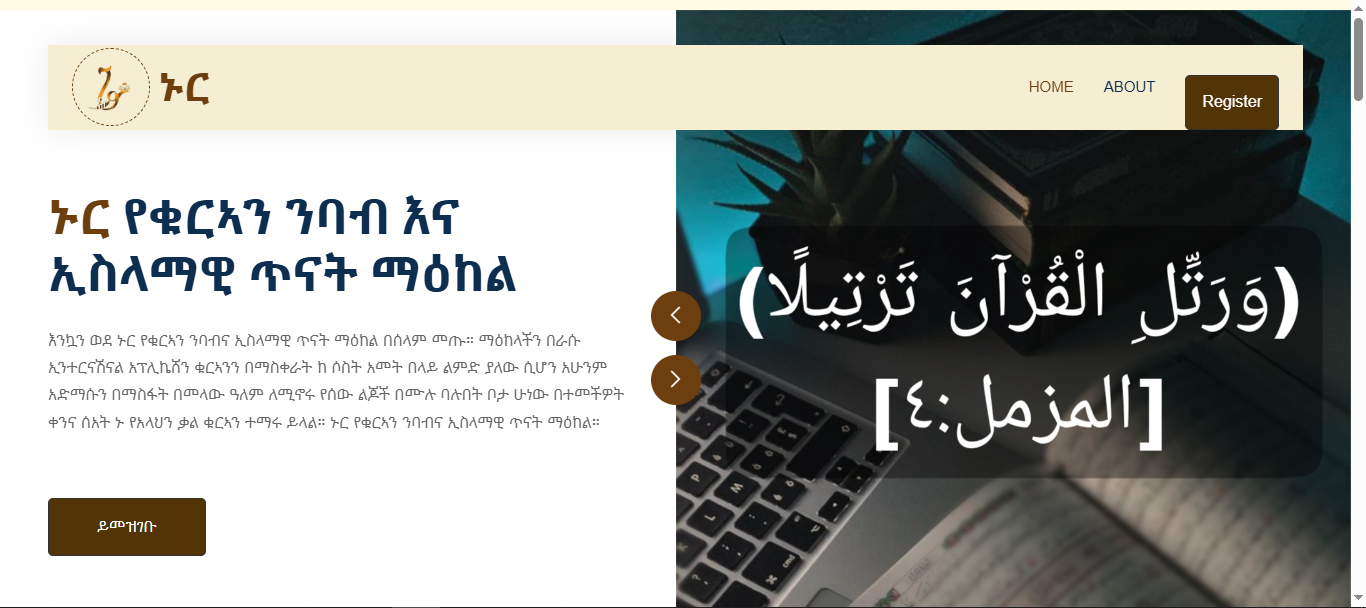 ኑር
HOME
ABOUT
Register
ኑር የቁርኣን ንባብ እና
ኢስላማዊ ጥናት ማዕከል
እንኳን ወደ ኑር የቁርኣን ንባብና ኢስላማዊ ጥናት ማዕከል በሰላም መጡ። ማዕከላችን በራሱ
ኢንተርናሽናል አፕሊኬሽን ቁርኣንን በማስቀራት ከ ሶስት አመት በላይ ልምድ ያለው ሲሆን አሁንም
አድማሱን በማስፋት በመላው ዓለም ለሚኖሩ የሰው ልጆች በሙሉ ባሉበት ቦታ ሁነው በተመቻዎት
ቀንና ሰአት ኑ የአላህን ቃል ቁርኣን ተማሩ ይላል። ኑር የቁርኣን ንባብና ኢስላማዊ ጥናት ማዕከል።
ይመዝገቡ
(وَرَتِّلِ الْقُرْآنَ تَرْتِيلًا)
[المزمل:٤]